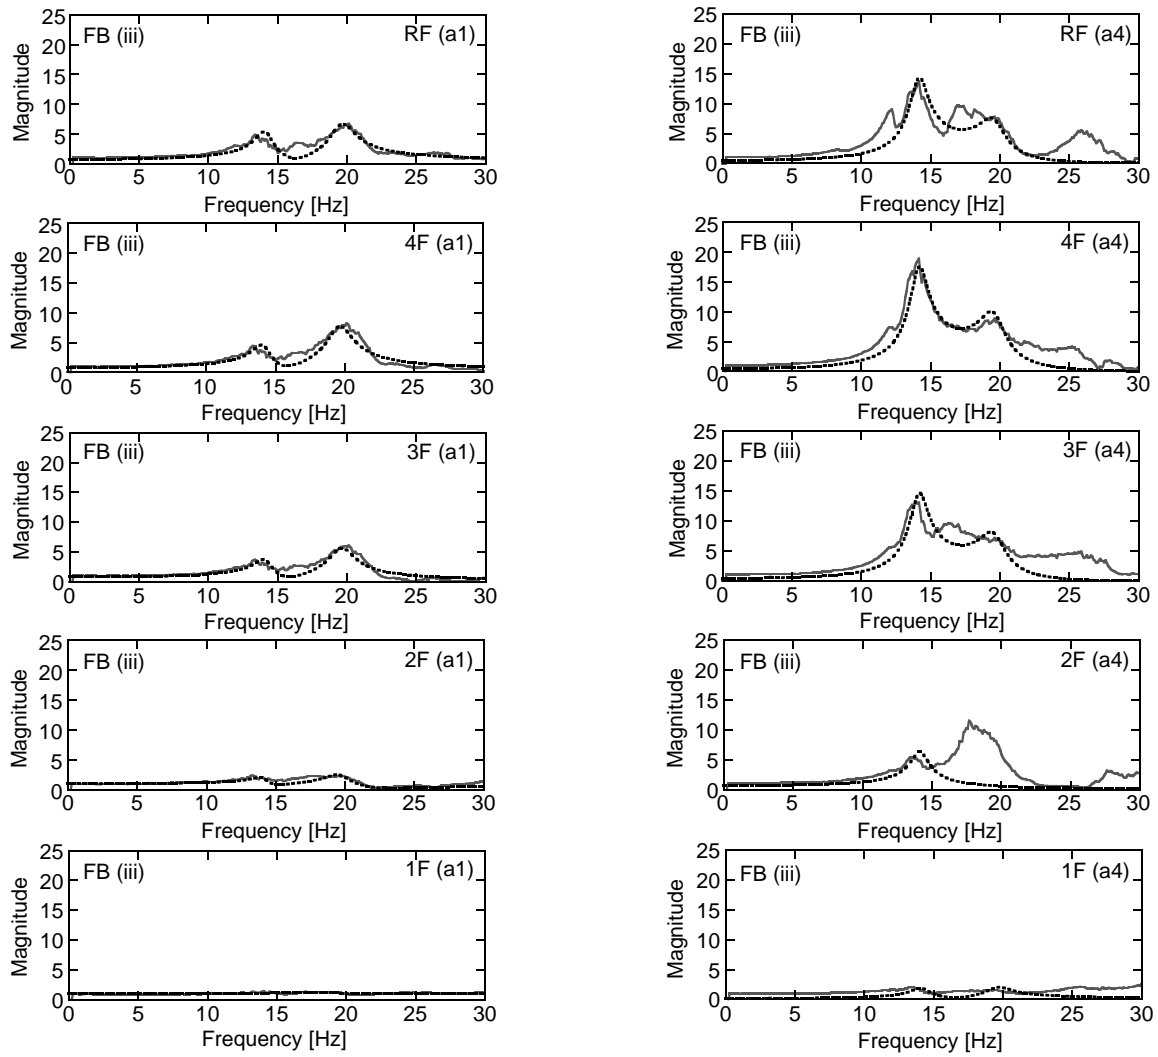 FB (iii) RF (a1)
Magnitude
25
20
15
10
5
0
0 5 10 15 20 25 30
Frequency [Hz]
FB (iii) RF (a4)
Magnitude
25
20
15
10
5
0
0 5 10 15 20 25 30
Frequency [Hz]
FB (iii) 4F (a1)
Magnitude
25
20
15
10
5
0
0 5 10 15 20 25 30
Frequency [Hz]
FB (iii) 4F (a4)
Magnitude
25
20
15
10
5
0
0 5 10 15 20 25 30
Frequency [Hz]
FB (iii) 3F (a1)
Magnitude
25
20
15
10
5
0
0 5 10 15 20 25 30
Frequency [Hz]
FB (iii) 3F (a4)
Magnitude
25
20
15
10
5
0
0 5 10 15 20 25 30
Frequency [Hz]
FB (iii) 2F (a1)
Magnitude
25
20
15
10
5
0
0 5 10 15 20 25 30
Frequency [Hz]
FB (iii) 2F (a4)
Magnitude
25
20
15
10
5
0
0 5 10 15 20 25 30
Frequency [Hz]
FB (iii) 1F (a1)
Magnitude
25
20
15
10
5
0
0 5 10 15 20 25 30
Frequency [Hz]
FB (iii) 1F (a4)
Magnitude
25
20
15
10
5
0
0 5 10 15 20 25 30
Frequency [Hz]